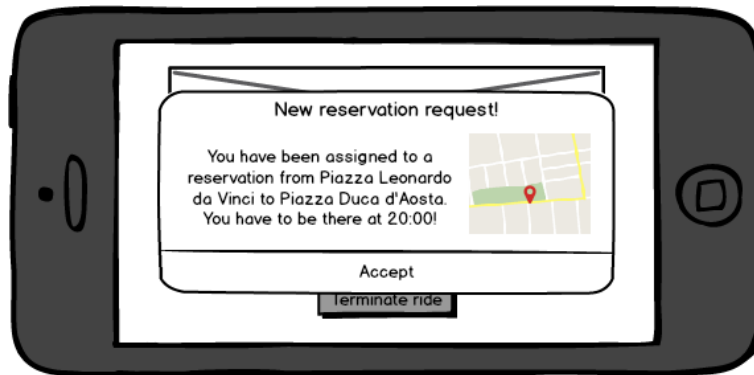 New reservation request!
You have been assigned to a
reservation from Piazza Leonardo
da Vinci to Piazza Duca d'Aosta.
You have to be there at 20:00!
Accept
Terminate ride